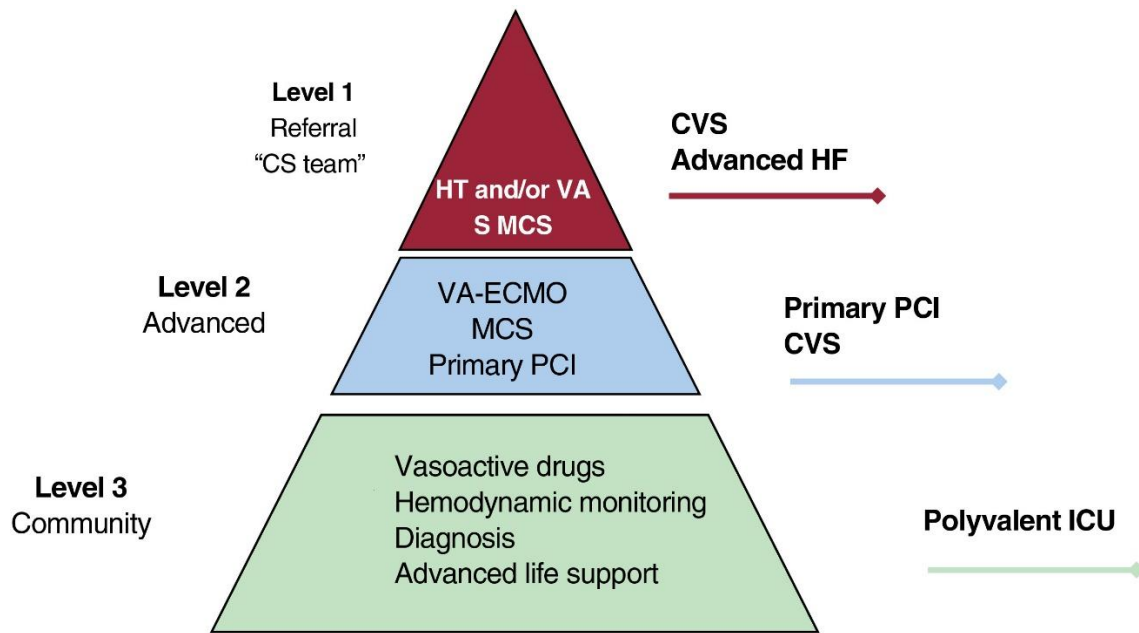 Level 1
Referral
“CS team”
HT and/or VA
S MCS
CVS
Advanced HF
Level 2
Advanced
VA-ECMO
MCS
Primary PCI
Primary PCI
CVS
Level 3
Community
Vasoactive drugs
Hemodynamic monitoring
Diagnosis
Advanced life support
Polyvalent ICU